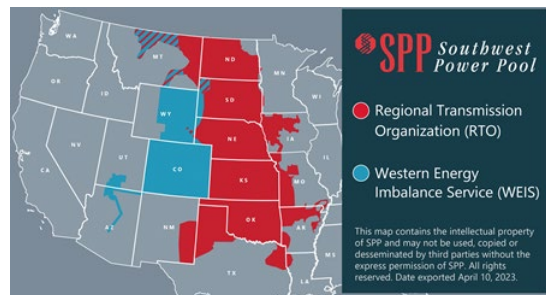 WA
MT
ND
MN
OR
ID
SD
WI
WY
NE
IA
NV
UT
CO
IL
CA
KS
MO
AZ
NM
OK
AR
TX
MS
LA
SPP Southwest
Power Pool
Regional Transmission
Organization (RTO)
Western Energy
Imbalance Service (WEIS)
This map contains the intellectual property
of SPP and may not be used, copied or
desseminated by third parties without the
express permission of SPP. All rights
reserved. Date exported April 10, 2023.